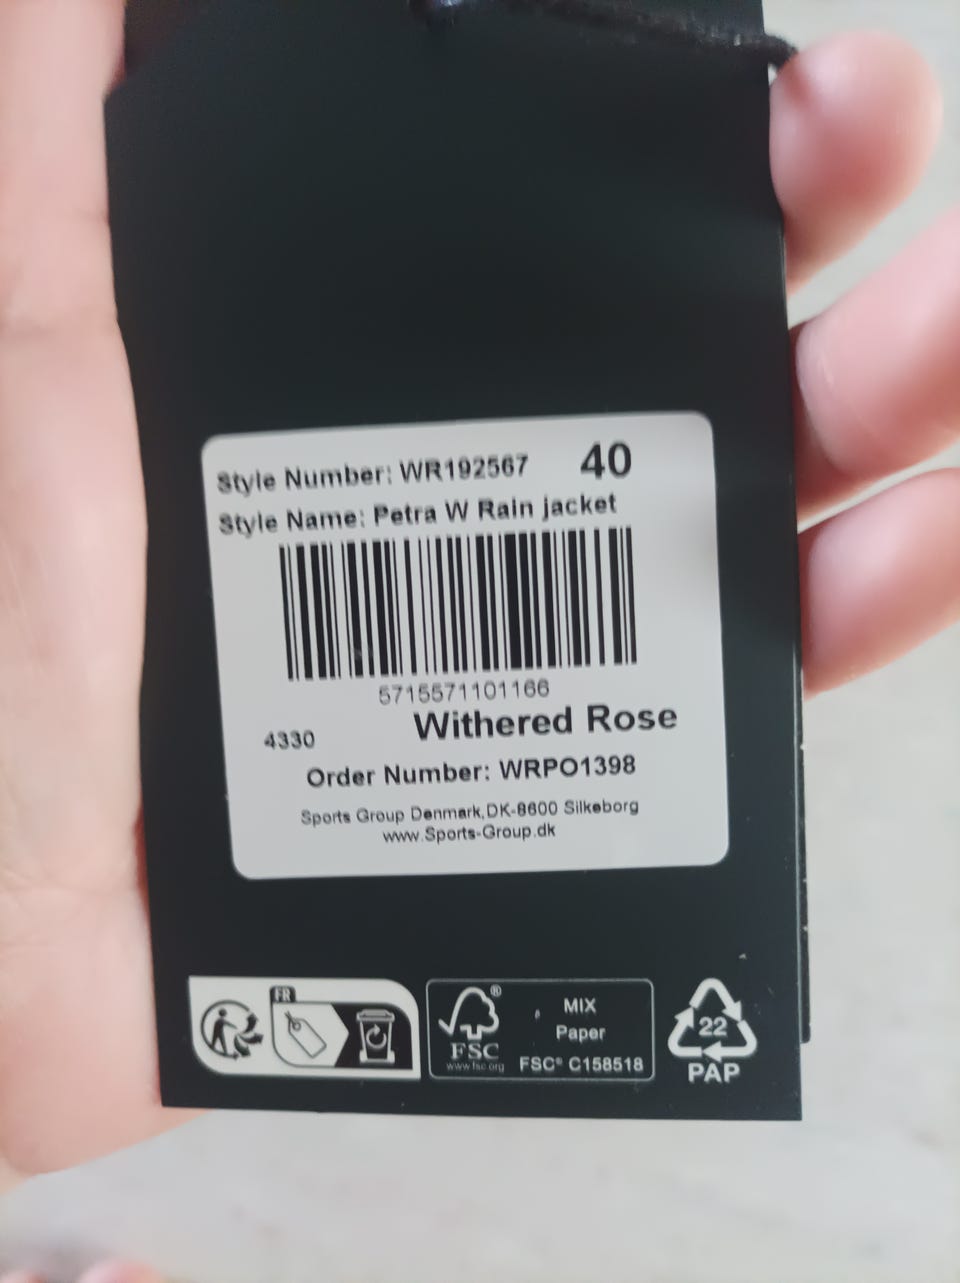 Style Number: WR192567 40
Style Name: Petra W Rain jacket
5715571101166
4330 Withered Rose
Order Number: WRPO1398
Sports Group Denmark,DK-8600 Silkeborg
www.Sports-Group.dk
FR
FSC®
www.fsc.org
MIX
Paper
FSC® C158518
22
PAP